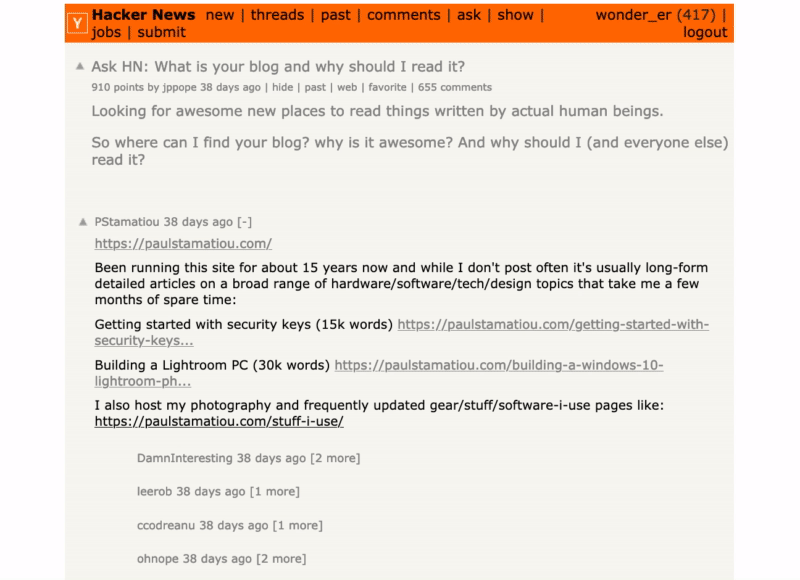 Y Hacker News new | threads | past | comments | ask | show | wonder_er (417) |
jobs | submit logout
Ask HN: What is your blog and why should I read it?
910 points by jppope 38 days ago | hide | past | web | favorite | 655 comments
Looking for awesome new places to read things written by actual human beings.
So where can I find your blog? why is it awesome? And why should I (and everyone else)
read it?
PStamatiou 38 days ago [-]
https://paulstamatiou.com/
Been running this site for about 15 years now and while I don't post often it's usually long-form
detailed articles on a broad range of hardware/software/tech/design topics that take me a few
months of spare time:
Getting started with security keys (15k words) https://paulstamatiou.com/getting-started-with-
security-keys...
Building a Lightroom PC (30k words) https://paulstamatiou.com/building-a-windows-10-
lightroom-ph...
I also host my photography and frequently updated gear/stuff/software-i-use pages like:
https://paulstamatiou.com/stuff-i-use/
DamnInteresting 38 days ago [2 more]
leerob 38 days ago [1 more]
ccodreanu 38 days ago [1 more]
ohnope 38 days ago [2 more]